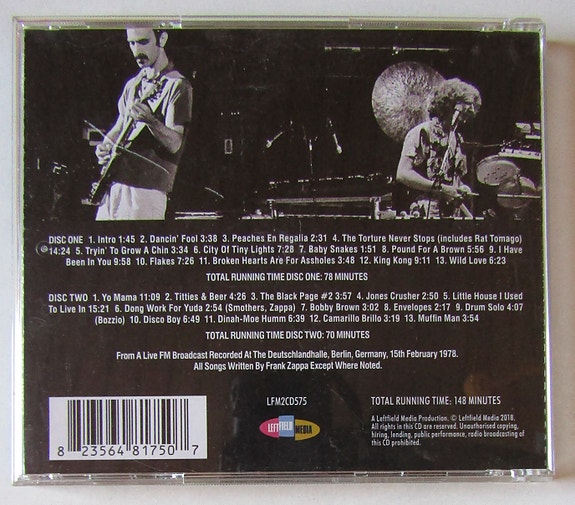 DISC ONE 1. Intro 1:45 2. Dancin' Fool 3:38 3. Peaches En Regalia 2:31 4. The Torture Never Stops (includes Rat Tomago)
14:24 5. Tryin' To Grow A Chin 3:34 6. City Of Tiny Lights 7:28 7. Baby Snakes 1:51 8. Pound For A Brown 5:56 9. I Have
Been In You 9:58 10. Flakes 7:26 11. Broken Hearts Are For Assholes 3:48 12. King Kong 9:11 13. Wild Love 6:23
TOTAL RUNNING TIME DISC ONE: 78 MINUTES
DISC TWO 1. Yo Mama 11:09 2. Titties & Beer 4:26 3. The Black Page #2 3:57 4. Jones Crusher 2:50 5. Little House I Used
To Live In 15:21 6. Dong Work For Yuda 2:54 (Smothers, Zappa) 7. Bobby Brown 3:02 8. Envelopes 2:17 9. Drum Solo 4:07
(Bozzio) 10. Disco Boy 6:49 11. Dinah-Moe Humm 6:39 12. Camarillo Brillo 3:19 13. Muffin Man 3:54
TOTAL RUNNING TIME DISC TWO: 70 MINUTES
From A Live FM Broadcast Recorded At The Deutschlandhalle, Berlin, Germany, 15th February 1978.
All Songs Written By Frank Zappa Except Where Noted.
LFM2CD575
TOTAL RUNNING TIME: 148 MINUTES
LEFTFIELD MEDIA
A Leftfield Media Production. © Leftfield Media 2018.
All rights in this CD are reserved. Unauthorised copying,
hiring, lending, public performance, radio broadcasting of
this CD prohibited.
8 23564 81750 7